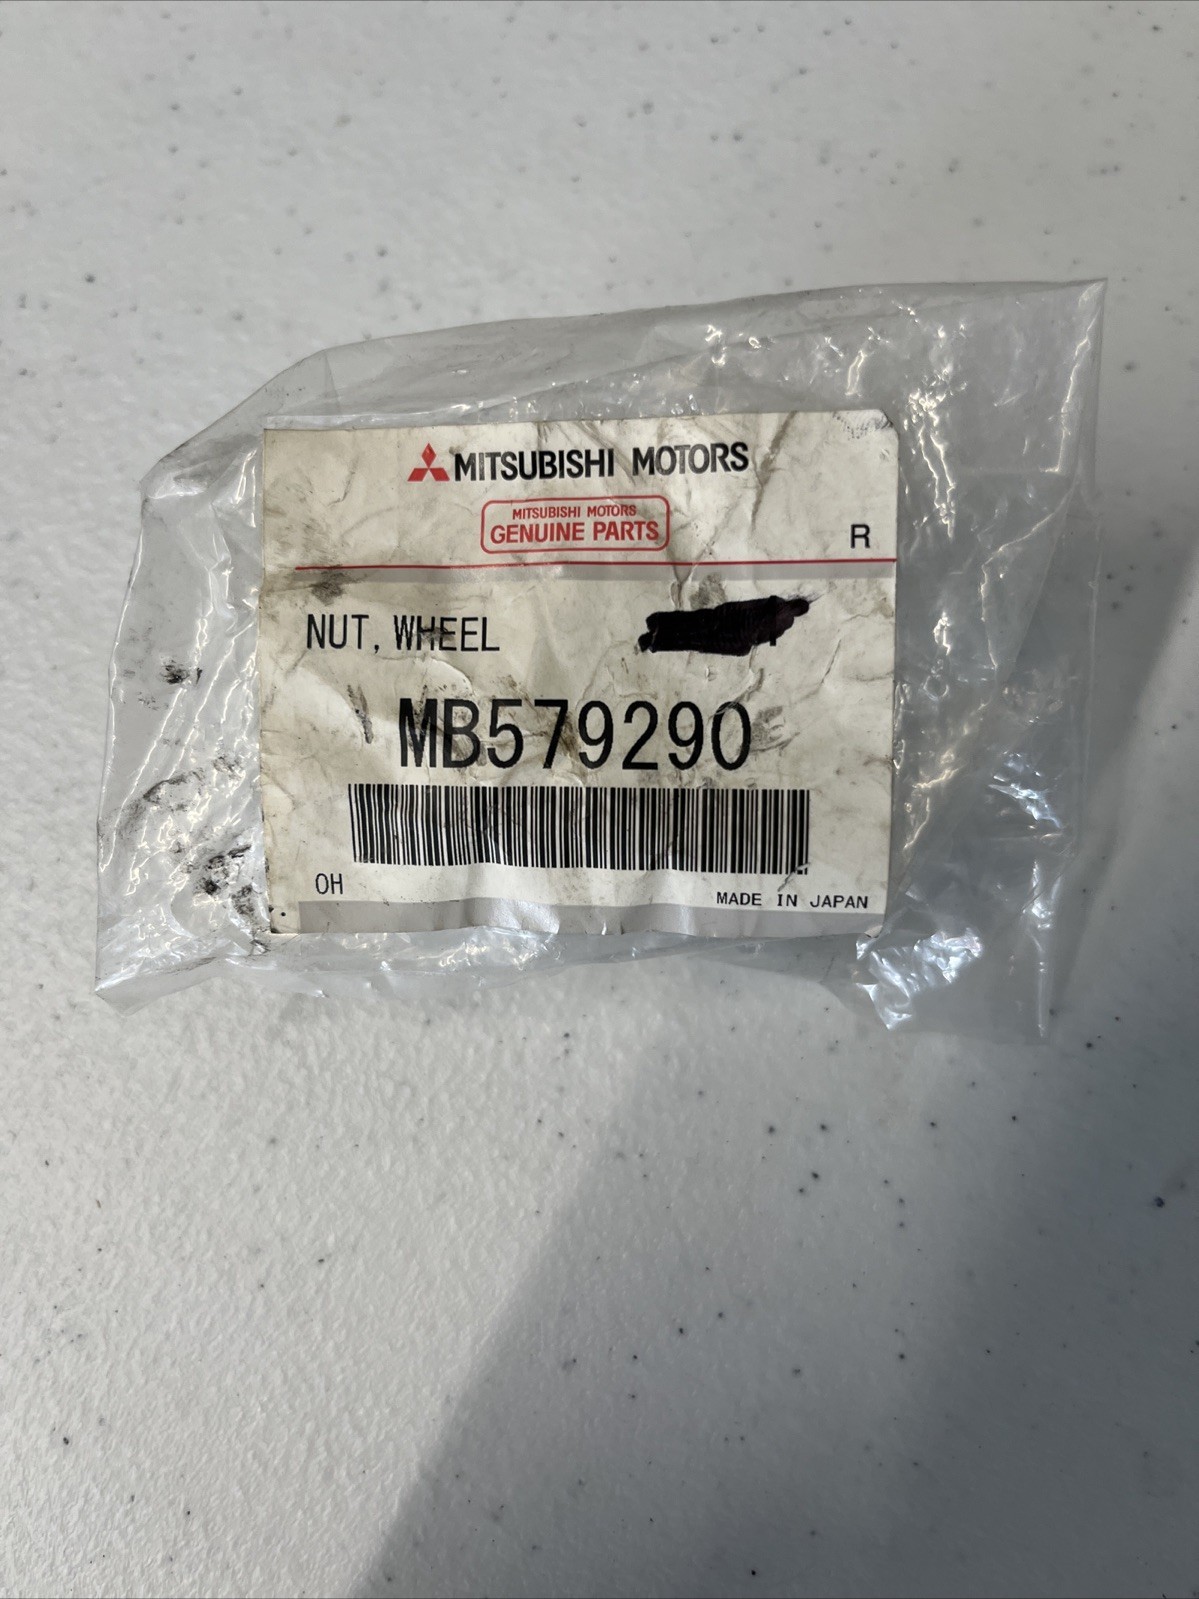 MITSUBISHI MOTORS
MITSUBISHI MOTORS
GENUINE PARTS
R
NUT, WHEEL
MB579290
OH
MADE IN JAPAN